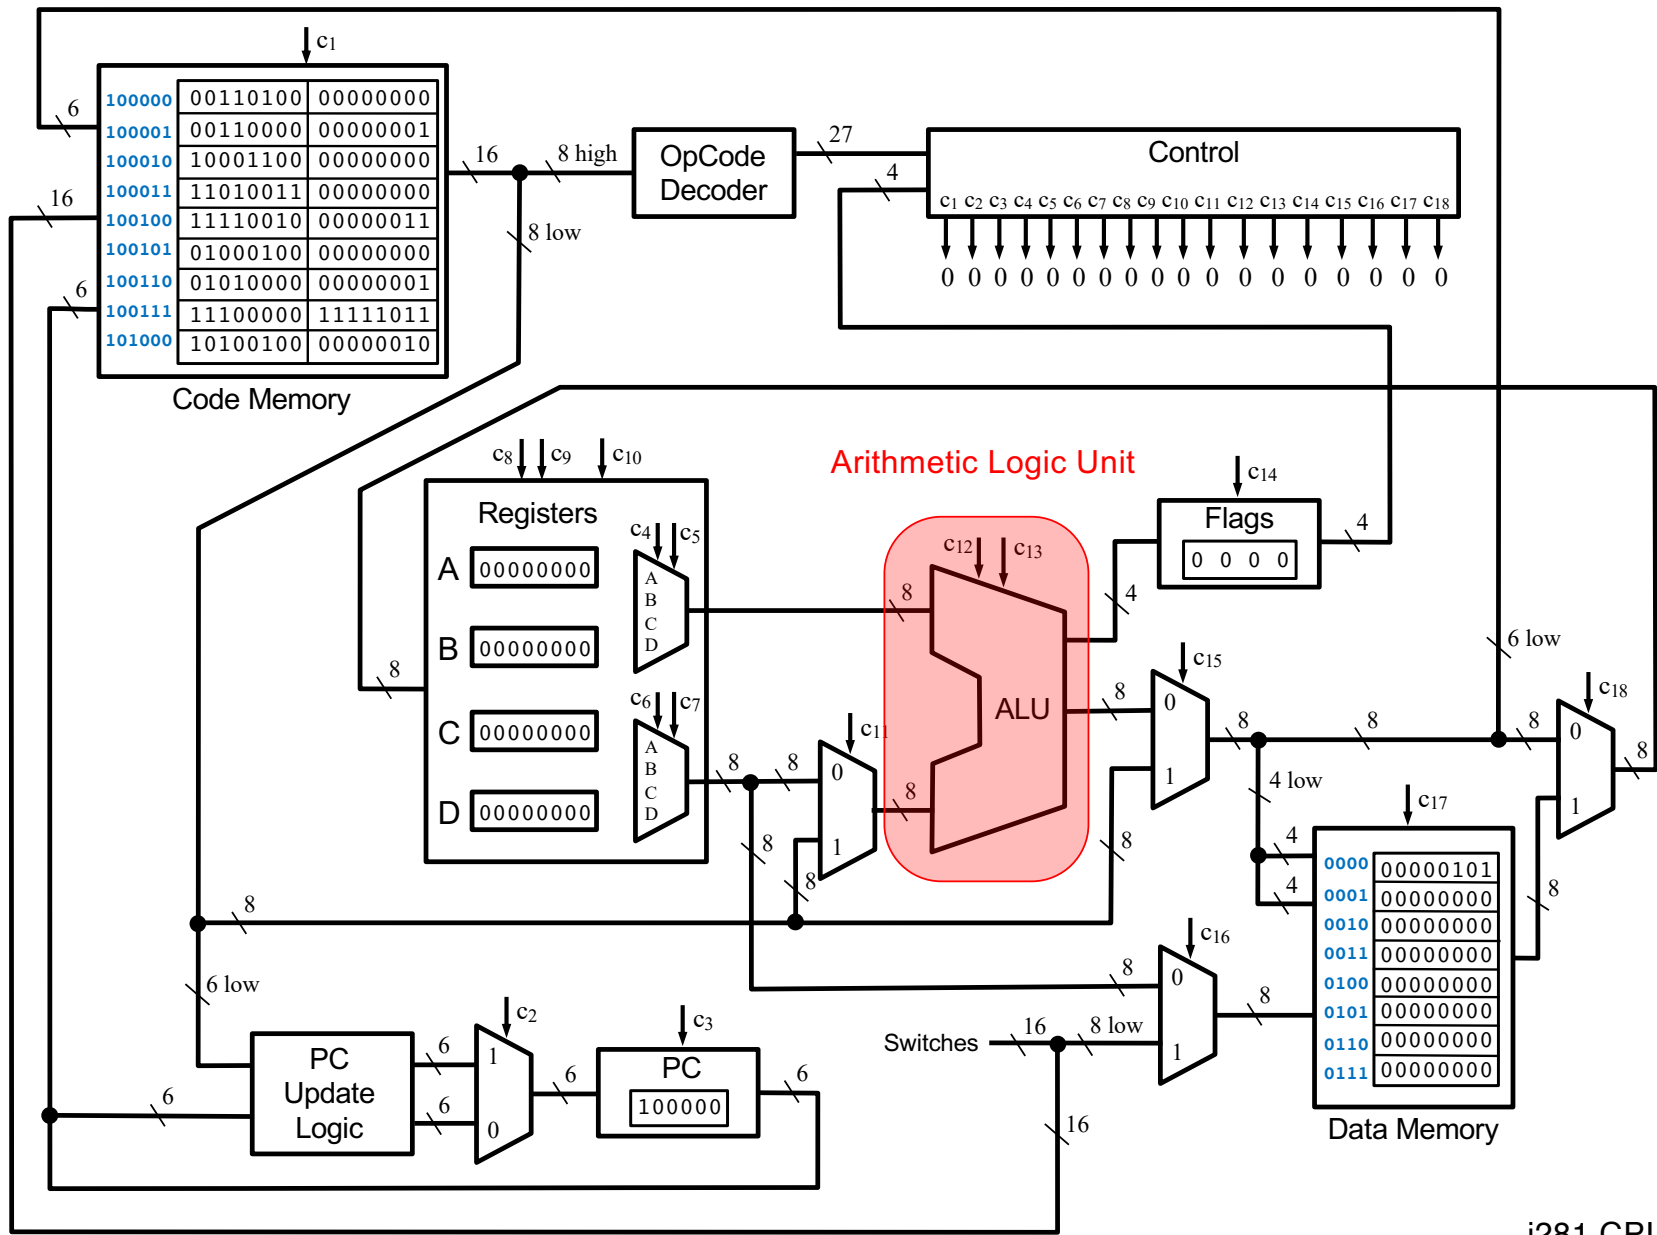 c1
100000 00110100 00000000
100001 00110000 00000001
100010 10001100 00000000
100011 11010011 00000000
100100 11110010 00000011
100101 01000100 00000000
100110 01010000 00000001
100111 11100000 11111011
101000 10100100 00000010
Code Memory
6
16
6
16
8 high
8 low
OpCode
Decoder
27
4
Control
c1 c2 c3 c4 c5 c6 c7 c8 c9 c10 c11 c12 c13 c14 c15 c16 c17 c18
0 0 0 0 0 0 0 0 0 0 0 0 0 0 0 0 0 0
c8 c9 c10
Registers
A 00000000
B 00000000
C 00000000
D 00000000
c4 c5
A
B
C
D
c6 c7
A
B
C
D
8
Arithmetic Logic Unit
c12 c13
ALU
8
8
8
8
8
8
c11
0
1
4
c14
Flags
0 0 0 0
4
8
c15
0
1
8
8
8
6 low
8
c18
0
1
8
4 low
4
4
c17
0000 00000101
0001 00000000
0010 00000000
0011 00000000
0100 00000000
0101 00000000
0110 00000000
0111 00000000
Data Memory
8
8
6 low
8
c16
0
1
8
Switches
16
8 low
16
PC
Update
Logic
6
6
6
c2
1
0
6
c3
PC
100000
6